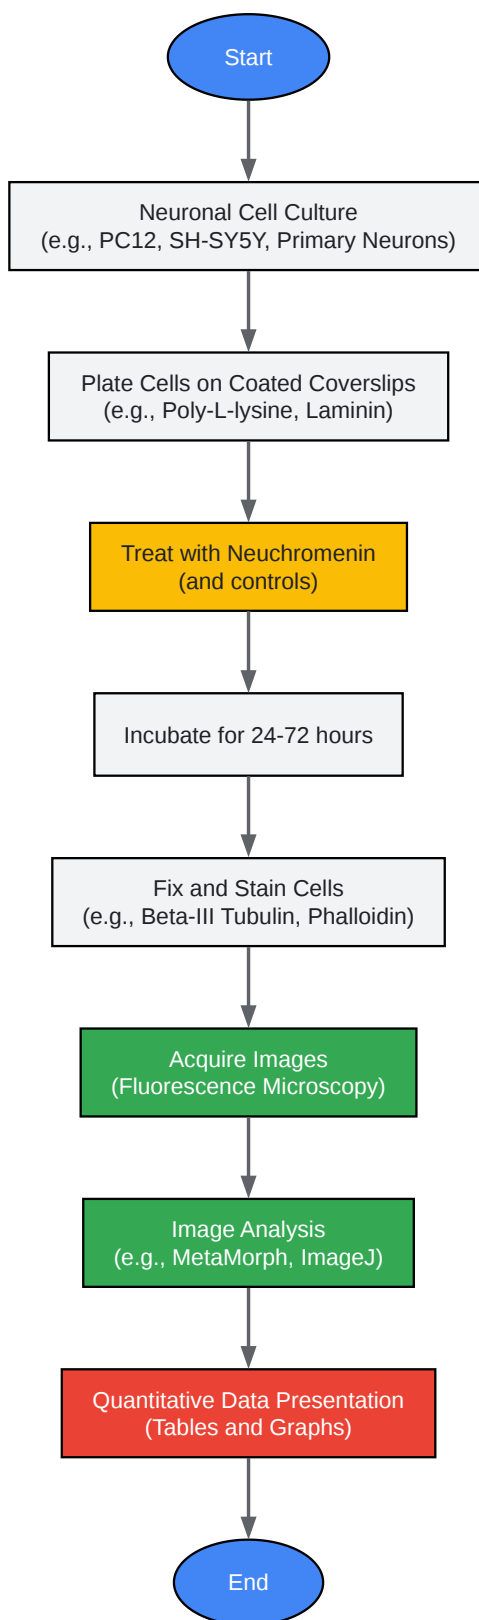 Start
Neuronal Cell Culture
(e.g., PC12, SH-SY5Y, Primary Neurons)
Plate Cells on Coated Coverslips
(e.g., Poly-L-lysine, Laminin)
Treat with Neuchromenin
(and controls)
Incubate for 24-72 hours
Fix and Stain Cells
(e.g., Beta-III Tubulin, Phalloidin)
Acquire Images
(Fluorescence Microscopy)
Image Analysis
(e.g., MetaMorph, ImageJ)
Quantitative Data Presentation
(Tables and Graphs)
End